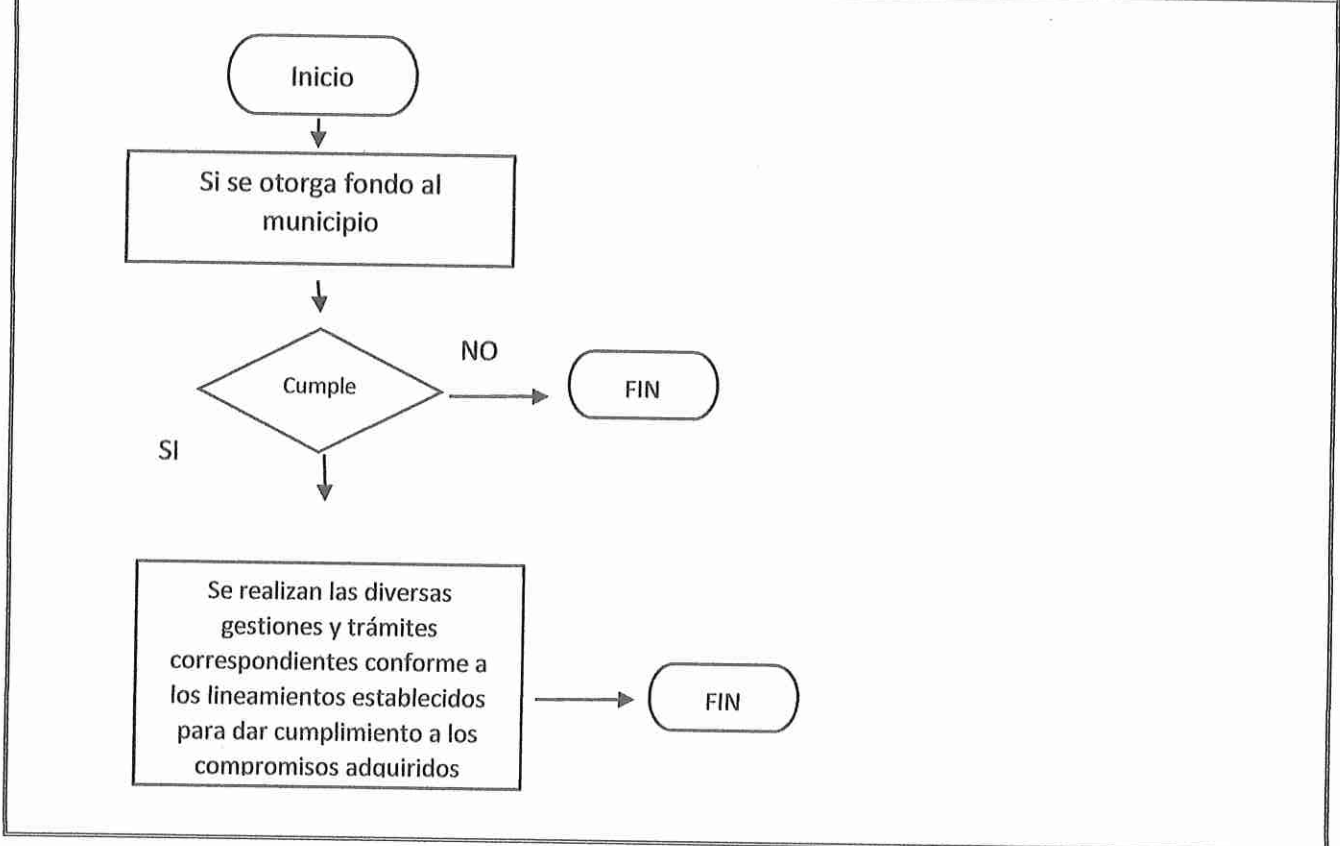 Inicio
Si se otorga fondo al
municipio
NO
Cumple
FIN
SI
Se realizan las diversas
gestiones y trámites
correspondientes conforme a
los lineamientos establecidos
para dar cumplimiento a los
compromisos adquiridos
FIN